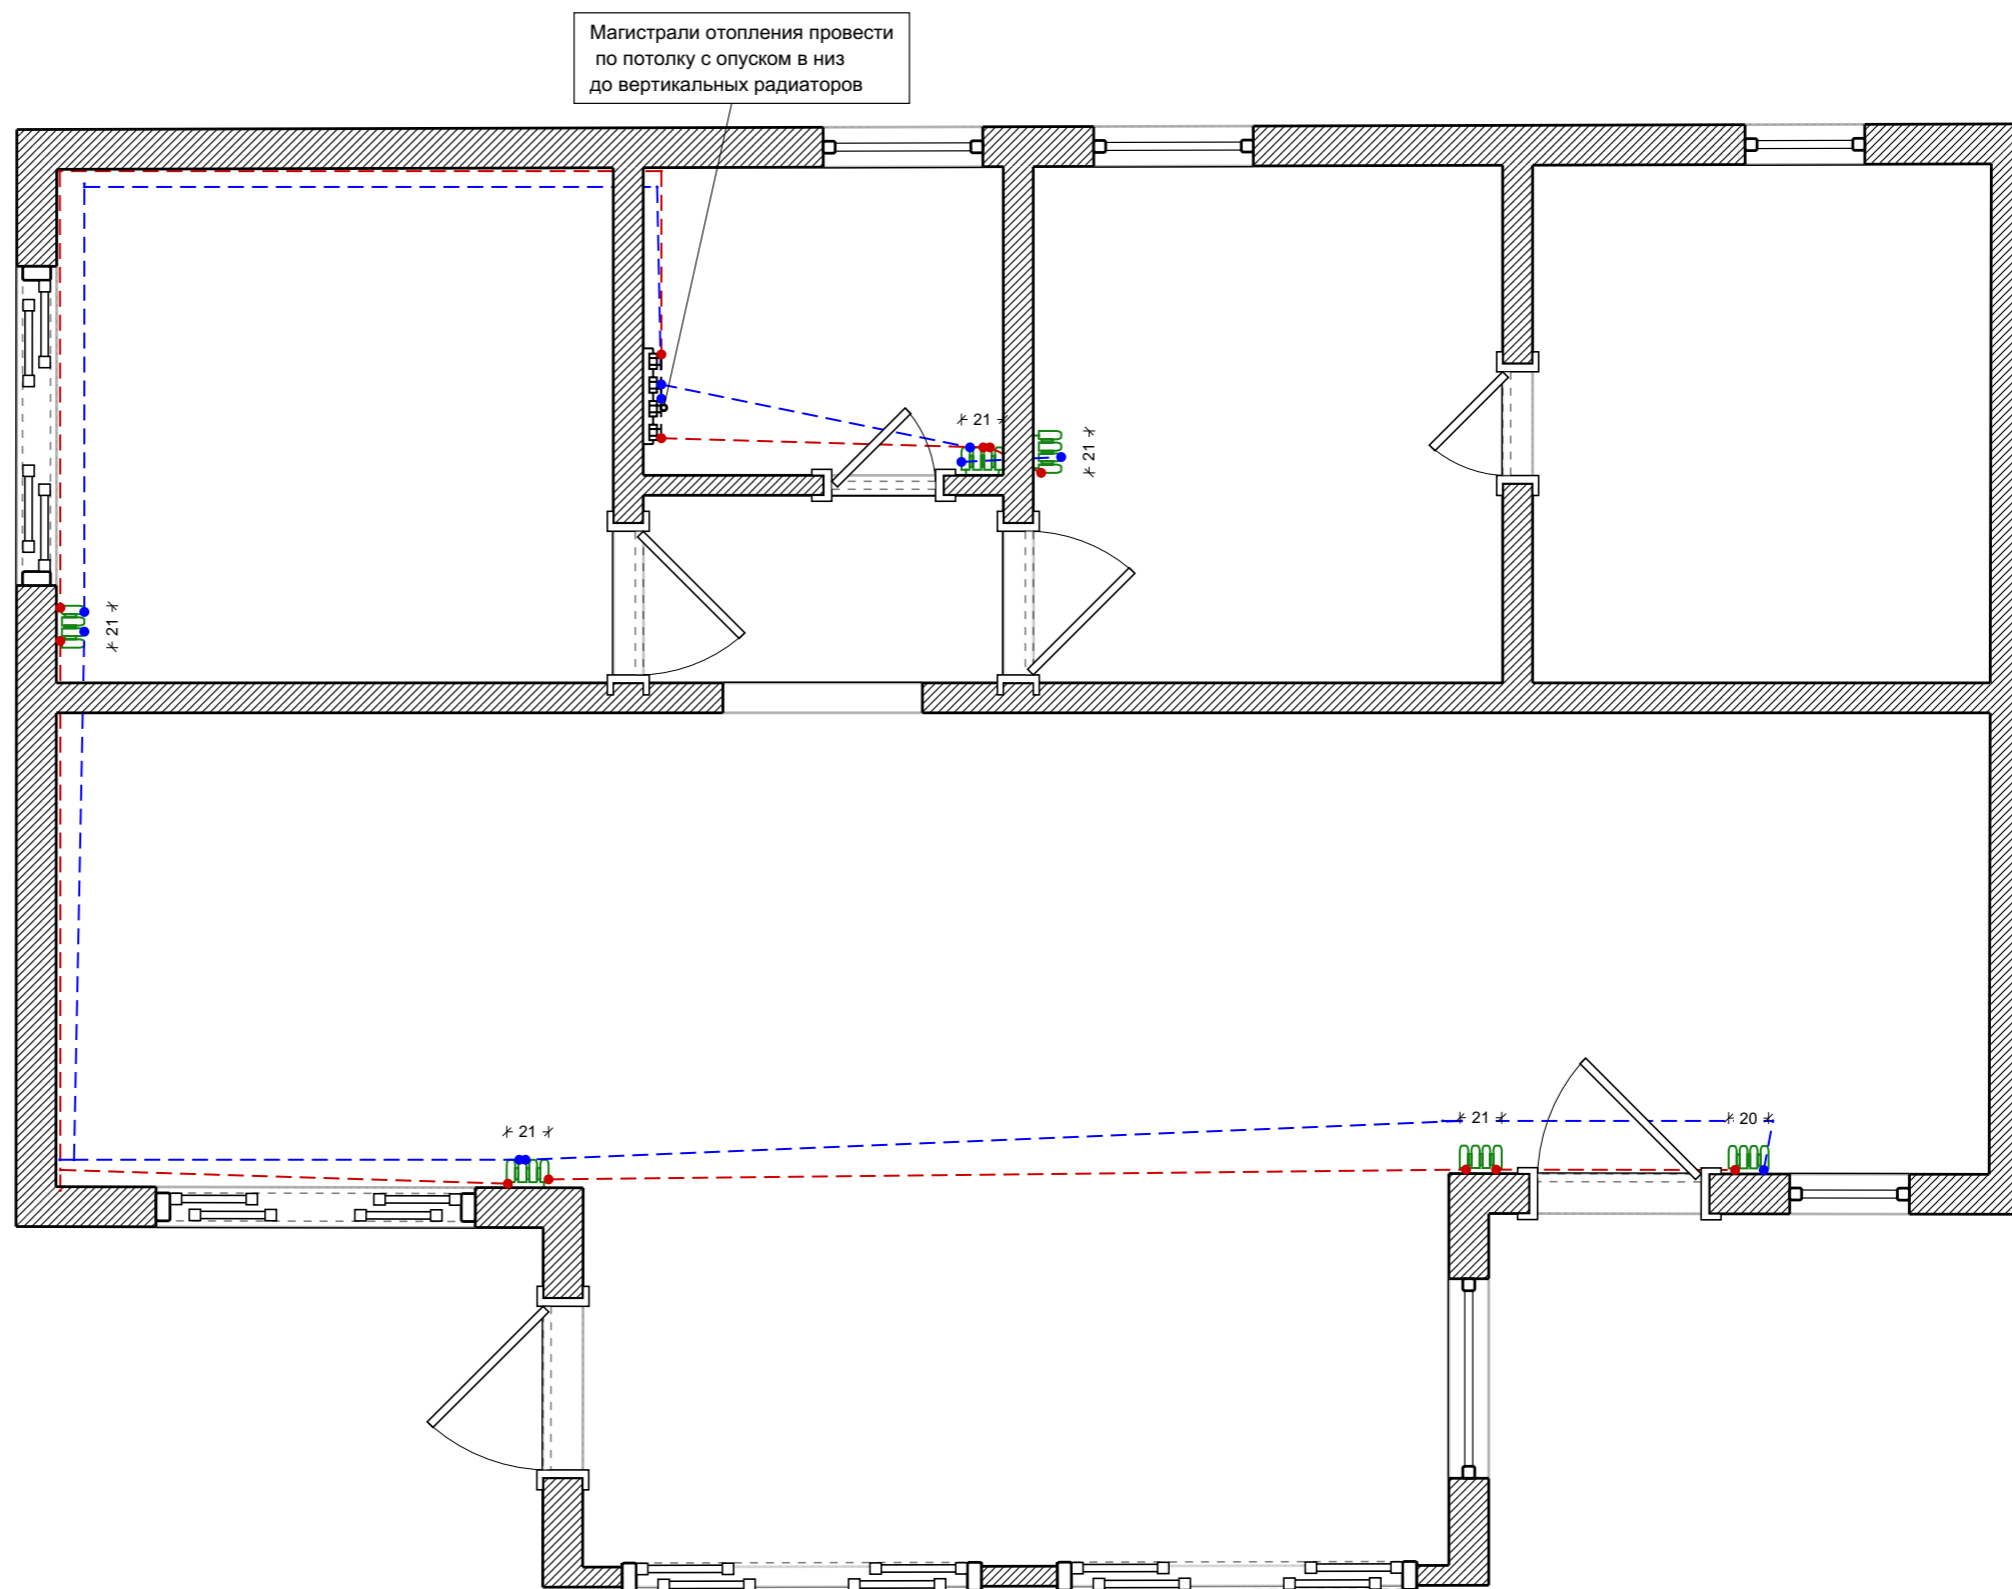 Магистрали отопления провести
по потолку с опуском в низ
до вертикальных радиаторов
21
21
21
21
21
20